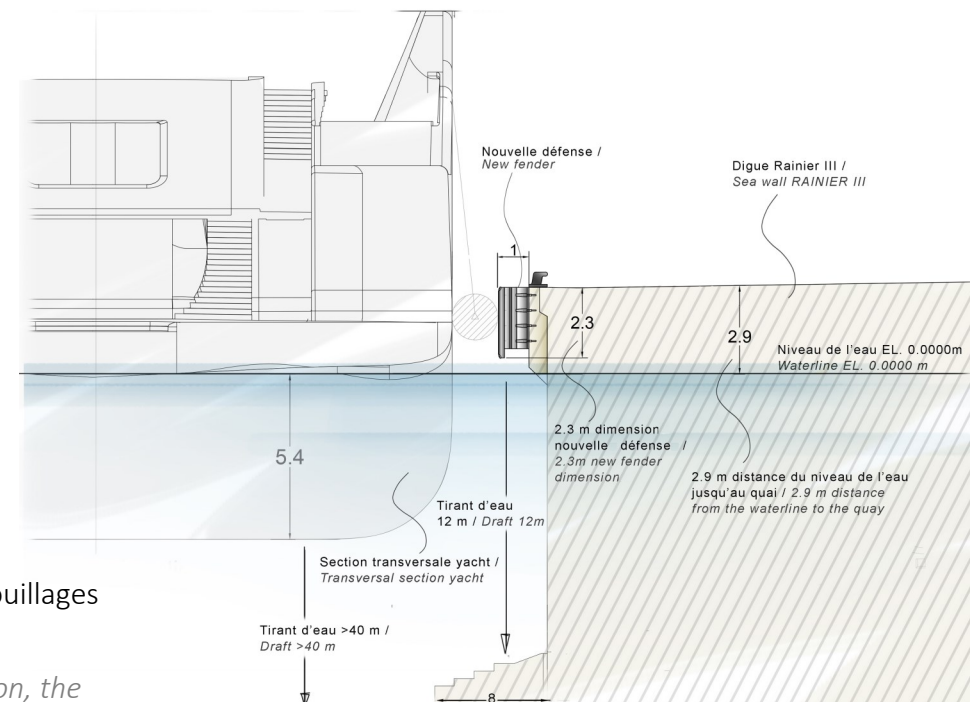 Nouvelle défense /
New fender
Digue Rainier III /
Sea wall RAINIER III
1
2.3
2.9
Niveau de l'eau EL. 0.0000m
Waterline EL. 0.0000 m
5.4
2.3 m dimension
nouvelle défense /
2.3m new fender
dimension
2.9 m distance du niveau de l'eau
jusqu'au quai / 2.9 m distance
from the waterline to the quay
Tirant d'eau
12 m / Draft 12m
Section transversale yacht /
Transversal section yacht
ouillages
Tirant d'eau >40 m /
Draft >40 m
on, the
8